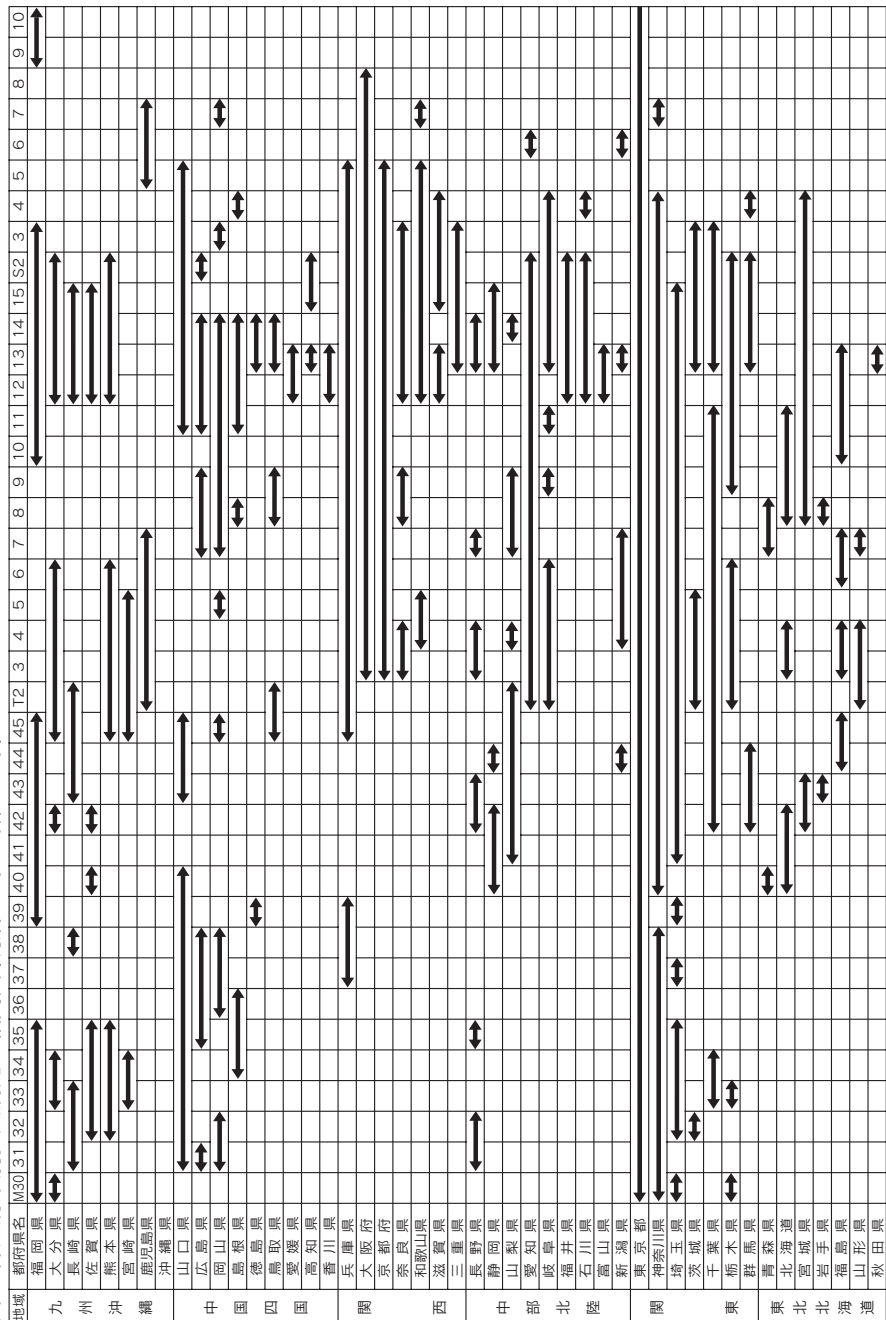 地域 都府県名 M30 31 32 33 34 35 36 37 38 39 40 41 42 43 44 45 T2 3 4 5 6 7 8 9 10 11 12 13 14 15 S2 3 4 5 6 7 8 9 10
九州沖縄
福岡県
大分県
長崎県
佐賀県
熊本県
宮崎県
鹿児島県
沖縄県
中国四国
山口県
広島県
岡山県
島根県
徳島県
鳥取県
愛媛県
高知県
香川県
関西
兵庫県
大阪府
京都府
奈良県
和歌山県
滋賀県
三重県
中部北陸
長野県
静岡県
山梨県
愛知県
岐阜県
福井県
石川県
富山県
新潟県
関東
東京都
神奈川県
埼玉県
茨城県
千葉県
栃木県
群馬県
東北北海道
青森県
北海道
宮城県
岩手県
福島県
山形県
秋田県